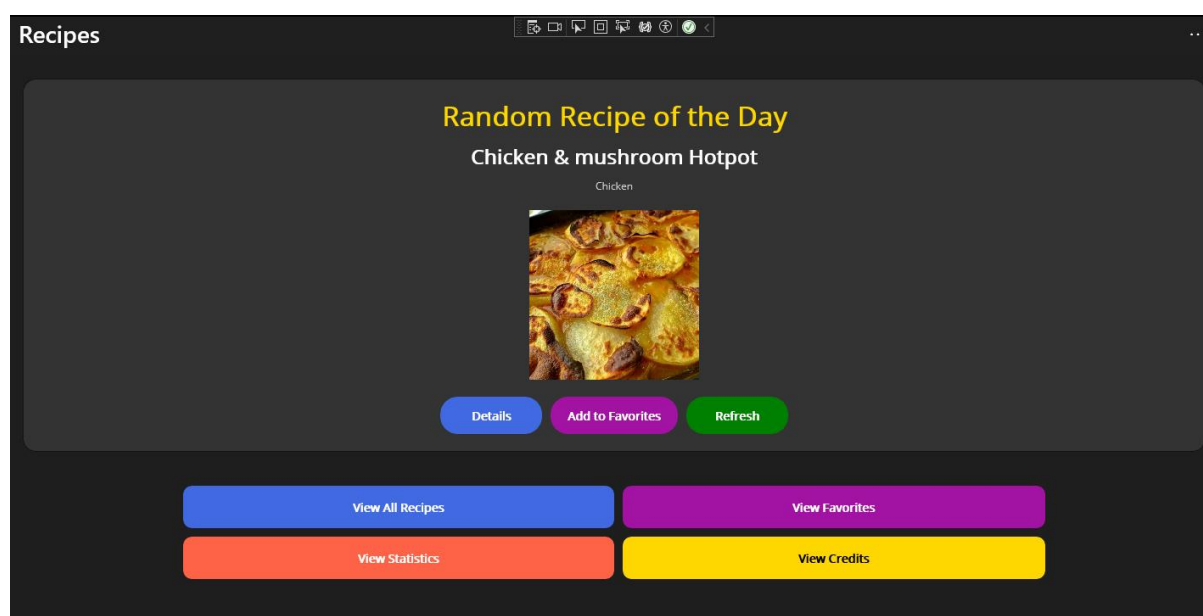 Recipes
Random Recipe of the Day
Chicken & mushroom Hotpot
Chicken
Details
Add to Favorites
Refresh
View All Recipes
View Favorites
View Statistics
View Credits